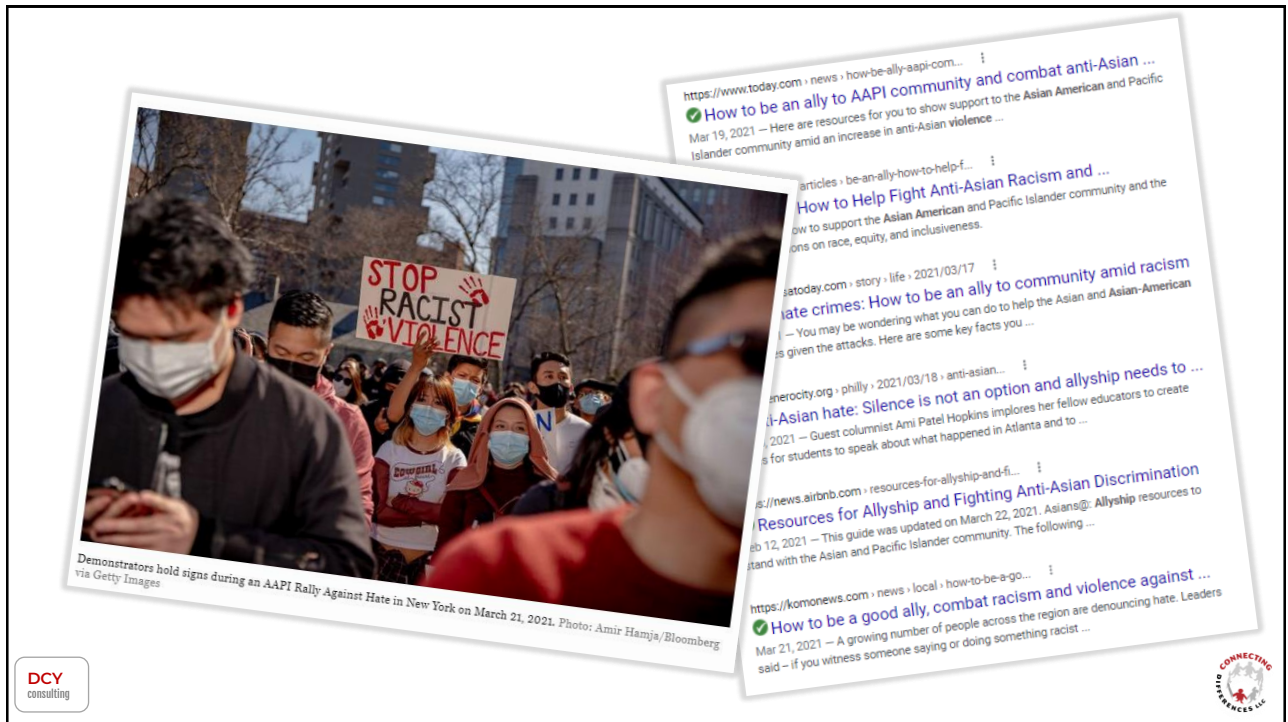 STOP
RACIST
VIOLENCE
COWGIRL
N
Demonstrators hold signs during an AAPI Rally Against Hate in New York on March 21, 2021. Photo: Amir Hamja/Bloomberg
via Getty Images
https://www.today.com › news › how-be-ally-aapi-com...
How to be an ally to AAPI community and combat anti-Asian ...
Mar 19, 2021 — Here are resources for you to show support to the Asian American and Pacific
Islander community amid an increase in anti-Asian violence ...
articles › be-an-ally-how-to-help-f...
How to Help Fight Anti-Asian Racism and ...
ow to support the Asian American and Pacific Islander community and the
ons on race, equity, and inclusiveness.
satoday.com › story › life › 2021/03/17
ate crimes: How to be an ally to community amid racism
— You may be wondering what you can do to help the Asian and Asian-American
s given the attacks. Here are some key facts you ...
enerocity.org › philly › 2021/03/18 › anti-asian...
ti-Asian hate: Silence is not an option and allyship needs to ...
, 2021 — Guest columnist Ami Patel Hopkins implores her fellow educators to create
s for students to speak about what happened in Atlanta and to ...
s://news.airbnb.com › resources-for-allyship-and-fi...
Resources for Allyship and Fighting Anti-Asian Discrimination
eb 12, 2021 — This guide was updated on March 22, 2021. Asians@: Allyship resources to
tand with the Asian and Pacific Islander community. The following ...
https://komonews.com › news › local › how-to-be-a-go...
How to be a good ally, combat racism and violence against ...
Mar 21, 2021 — A growing number of people across the region are denouncing hate. Leaders
said – if you witness someone saying or doing something racist ...
DCY
consulting
CONNECTING
DIFFERENCES LLC